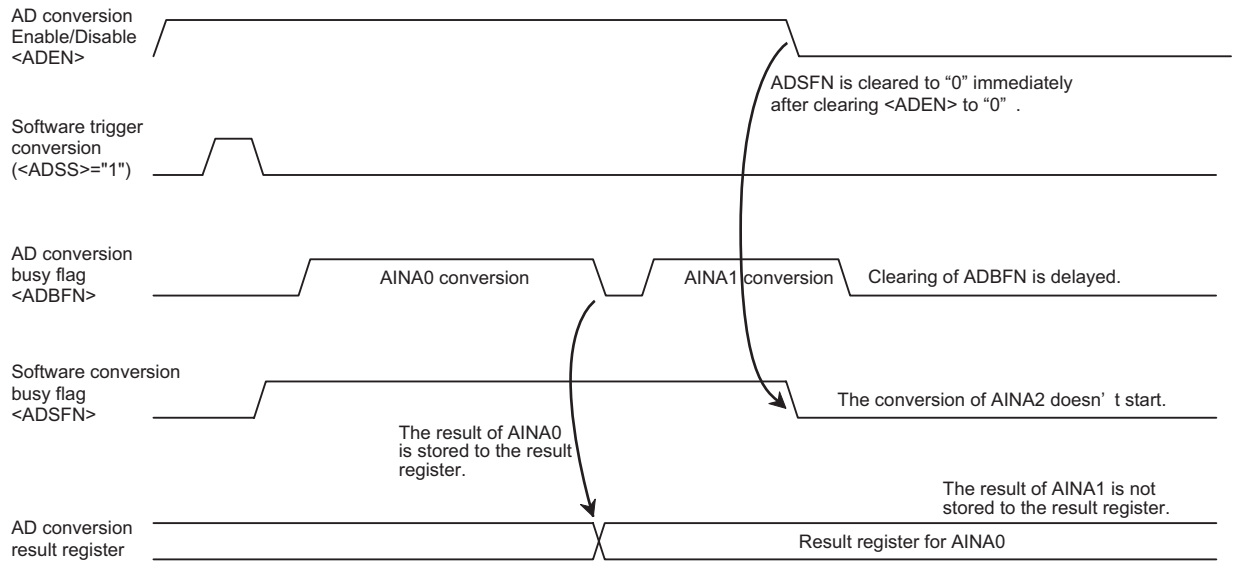 AD conversion
Enable/Disable
<ADEN>
ADSFN is cleared to “0” immediately
after clearing <ADEN> to “0” .
Software trigger
conversion
(<ADSS>="1")
AD conversion
busy flag
<ADBFN>
AINA0 conversion
AINA1 conversion
Clearing of ADBFN is delayed.
Software conversion
busy flag
<ADSFN>
The conversion of AINA2 doesn’ t start.
The result of AINA0
is stored to the result
register.
The result of AINA1 is not
stored to the result register.
AD conversion
result register
Result register for AINA0